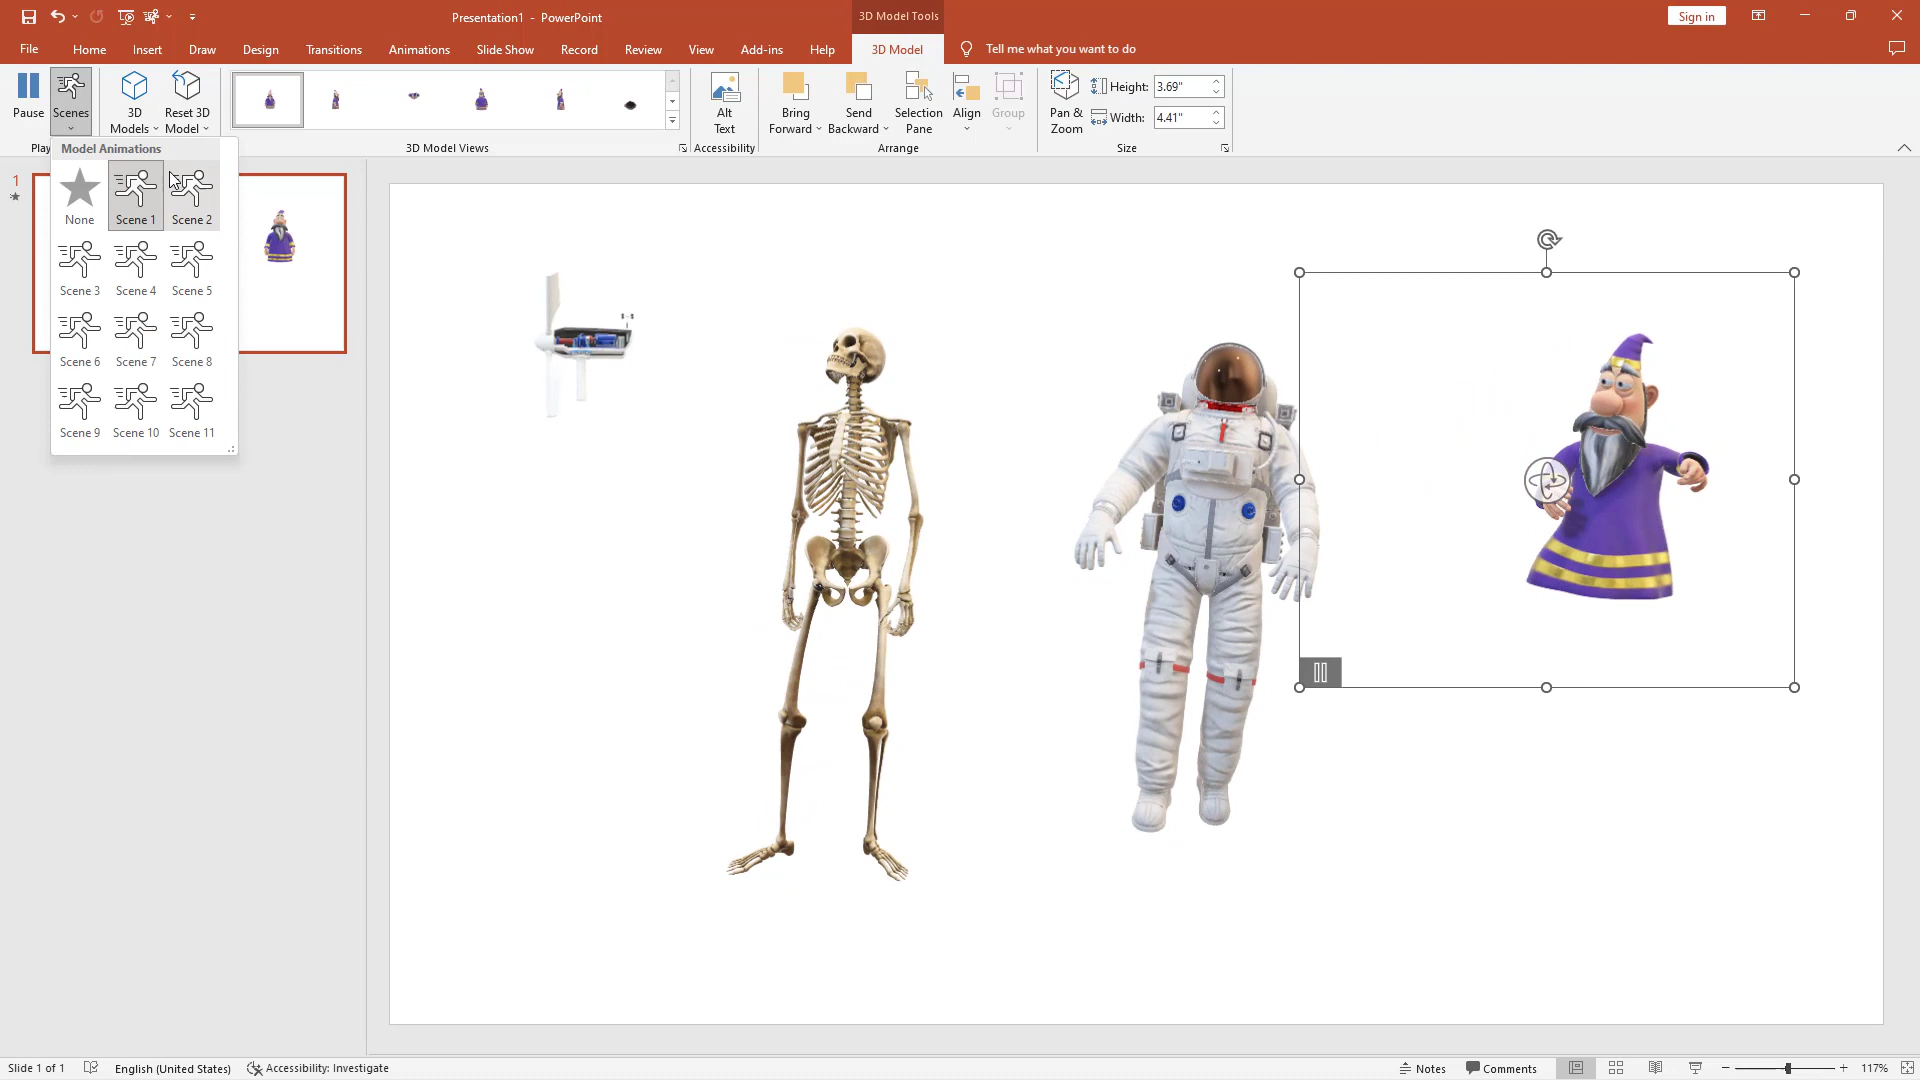 Presentation1 - PowerPoint
3D Model Tools
Sign in
File Home Insert Draw Design Transitions Animations Slide Show Record Review View Add-ins Help 3D Model Tell me what you want to do
Pause
Scenes
3D Models
Reset 3D Model
3D Model Views
Alt Text
Accessibility
Bring Forward
Send Backward
Selection Pane
Align
Group
Arrange
Pan & Zoom
Height: 3.69"
Width: 4.41"
Size
Play
Model Animations
None Scene 1 Scene 2
Scene 3 Scene 4 Scene 5
Scene 6 Scene 7 Scene 8
Scene 9 Scene 10 Scene 11
1
Slide 1 of 1 English (United States) Accessibility: Investigate Notes Comments 117%